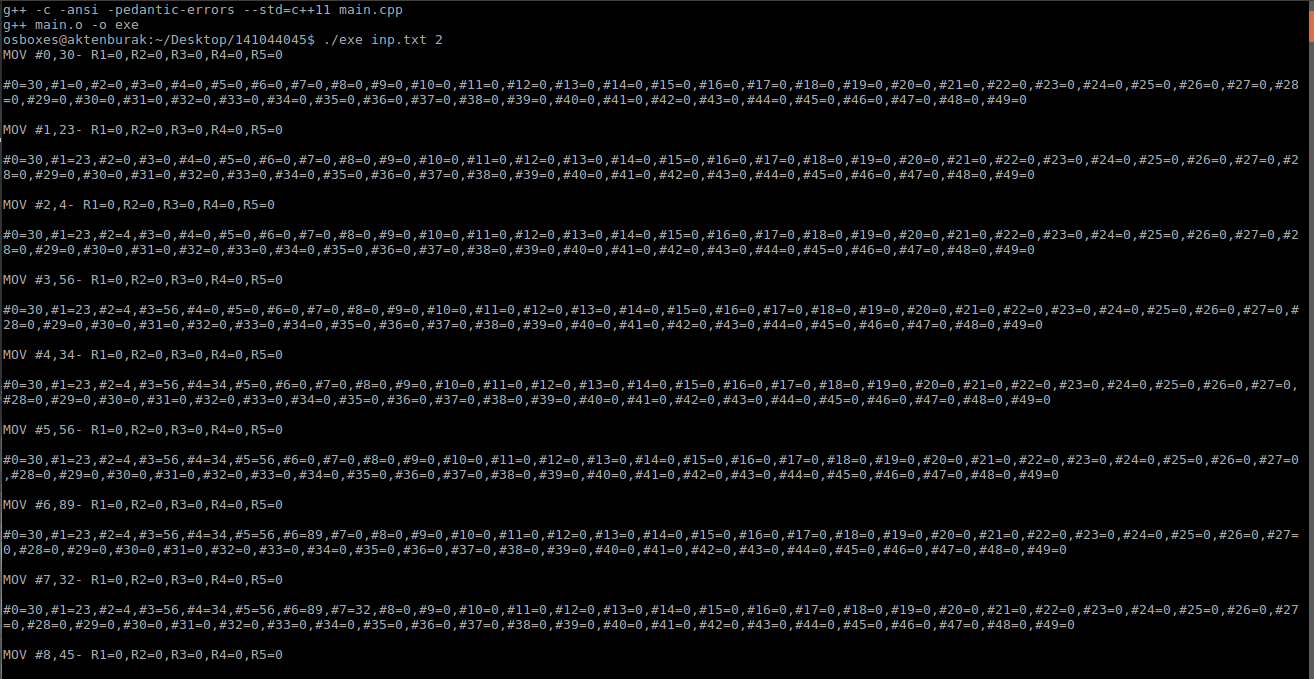 g++ -c -ansi -pedantic-errors --std=c++11 main.cpp
g++ main.o -o exe
osboxes@aktenburak:~/Desktop/141044045$ ./exe inp.txt 2
MOV #0,30- R1=0,R2=0,R3=0,R4=0,R5=0
#0=30,#1=0,#2=0,#3=0,#4=0,#5=0,#6=0,#7=0,#8=0,#9=0,#10=0,#11=0,#12=0,#13=0,#14=0,#15=0,#16=0,#17=0,#18=0,#19=0,#20=0,#21=0,#22=0,#23=0,#24=0,#25=0,#26=0,#27=0,#28
=0,#29=0,#30=0,#31=0,#32=0,#33=0,#34=0,#35=0,#36=0,#37=0,#38=0,#39=0,#40=0,#41=0,#42=0,#43=0,#44=0,#45=0,#46=0,#47=0,#48=0,#49=0
MOV #1,23- R1=0,R2=0,R3=0,R4=0,R5=0
#0=30,#1=23,#2=0,#3=0,#4=0,#5=0,#6=0,#7=0,#8=0,#9=0,#10=0,#11=0,#12=0,#13=0,#14=0,#15=0,#16=0,#17=0,#18=0,#19=0,#20=0,#21=0,#22=0,#23=0,#24=0,#25=0,#26=0,#27=0,#2
8=0,#29=0,#30=0,#31=0,#32=0,#33=0,#34=0,#35=0,#36=0,#37=0,#38=0,#39=0,#40=0,#41=0,#42=0,#43=0,#44=0,#45=0,#46=0,#47=0,#48=0,#49=0
MOV #2,4- R1=0,R2=0,R3=0,R4=0,R5=0
#0=30,#1=23,#2=4,#3=0,#4=0,#5=0,#6=0,#7=0,#8=0,#9=0,#10=0,#11=0,#12=0,#13=0,#14=0,#15=0,#16=0,#17=0,#18=0,#19=0,#20=0,#21=0,#22=0,#23=0,#24=0,#25=0,#26=0,#27=0,#2
8=0,#29=0,#30=0,#31=0,#32=0,#33=0,#34=0,#35=0,#36=0,#37=0,#38=0,#39=0,#40=0,#41=0,#42=0,#43=0,#44=0,#45=0,#46=0,#47=0,#48=0,#49=0
MOV #3,56- R1=0,R2=0,R3=0,R4=0,R5=0
#0=30,#1=23,#2=4,#3=56,#4=0,#5=0,#6=0,#7=0,#8=0,#9=0,#10=0,#11=0,#12=0,#13=0,#14=0,#15=0,#16=0,#17=0,#18=0,#19=0,#20=0,#21=0,#22=0,#23=0,#24=0,#25=0,#26=0,#27=0,#
28=0,#29=0,#30=0,#31=0,#32=0,#33=0,#34=0,#35=0,#36=0,#37=0,#38=0,#39=0,#40=0,#41=0,#42=0,#43=0,#44=0,#45=0,#46=0,#47=0,#48=0,#49=0
MOV #4,34- R1=0,R2=0,R3=0,R4=0,R5=0
#0=30,#1=23,#2=4,#3=56,#4=34,#5=0,#6=0,#7=0,#8=0,#9=0,#10=0,#11=0,#12=0,#13=0,#14=0,#15=0,#16=0,#17=0,#18=0,#19=0,#20=0,#21=0,#22=0,#23=0,#24=0,#25=0,#26=0,#27=0,
#28=0,#29=0,#30=0,#31=0,#32=0,#33=0,#34=0,#35=0,#36=0,#37=0,#38=0,#39=0,#40=0,#41=0,#42=0,#43=0,#44=0,#45=0,#46=0,#47=0,#48=0,#49=0
MOV #5,56- R1=0,R2=0,R3=0,R4=0,R5=0
#0=30,#1=23,#2=4,#3=56,#4=34,#5=56,#6=0,#7=0,#8=0,#9=0,#10=0,#11=0,#12=0,#13=0,#14=0,#15=0,#16=0,#17=0,#18=0,#19=0,#20=0,#21=0,#22=0,#23=0,#24=0,#25=0,#26=0,#27=0
,#28=0,#29=0,#30=0,#31=0,#32=0,#33=0,#34=0,#35=0,#36=0,#37=0,#38=0,#39=0,#40=0,#41=0,#42=0,#43=0,#44=0,#45=0,#46=0,#47=0,#48=0,#49=0
MOV #6,89- R1=0,R2=0,R3=0,R4=0,R5=0
#0=30,#1=23,#2=4,#3=56,#4=34,#5=56,#6=89,#7=0,#8=0,#9=0,#10=0,#11=0,#12=0,#13=0,#14=0,#15=0,#16=0,#17=0,#18=0,#19=0,#20=0,#21=0,#22=0,#23=0,#24=0,#25=0,#26=0,#27=
0,#28=0,#29=0,#30=0,#31=0,#32=0,#33=0,#34=0,#35=0,#36=0,#37=0,#38=0,#39=0,#40=0,#41=0,#42=0,#43=0,#44=0,#45=0,#46=0,#47=0,#48=0,#49=0
MOV #7,32- R1=0,R2=0,R3=0,R4=0,R5=0
#0=30,#1=23,#2=4,#3=56,#4=34,#5=56,#6=89,#7=32,#8=0,#9=0,#10=0,#11=0,#12=0,#13=0,#14=0,#15=0,#16=0,#17=0,#18=0,#19=0,#20=0,#21=0,#22=0,#23=0,#24=0,#25=0,#26=0,#27
=0,#28=0,#29=0,#30=0,#31=0,#32=0,#33=0,#34=0,#35=0,#36=0,#37=0,#38=0,#39=0,#40=0,#41=0,#42=0,#43=0,#44=0,#45=0,#46=0,#47=0,#48=0,#49=0
MOV #8,45- R1=0,R2=0,R3=0,R4=0,R5=0